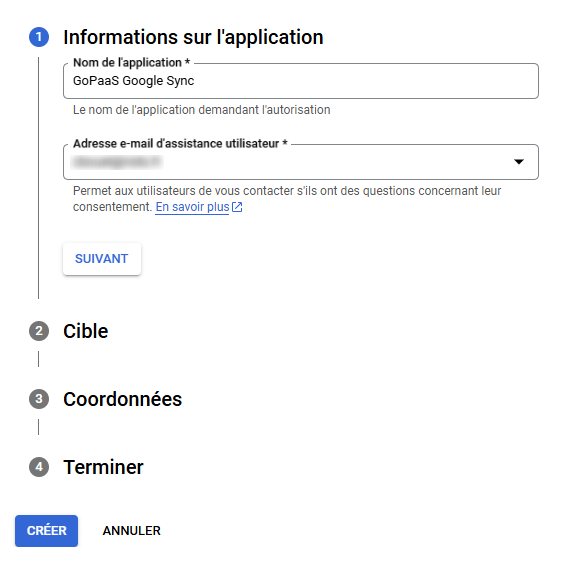 1 Informations sur l'application
Nom de l'application *
GoPaaS Google Sync
Le nom de l'application demandant l'autorisation
Adresse e-mail d'assistance utilisateur *
Permet aux utilisateurs de vous contacter s'ils ont des questions concernant leur
consentement. En savoir plus
SUIVANT
2 Cible
3 Coordonnées
4 Terminer
CRÉER ANNULER